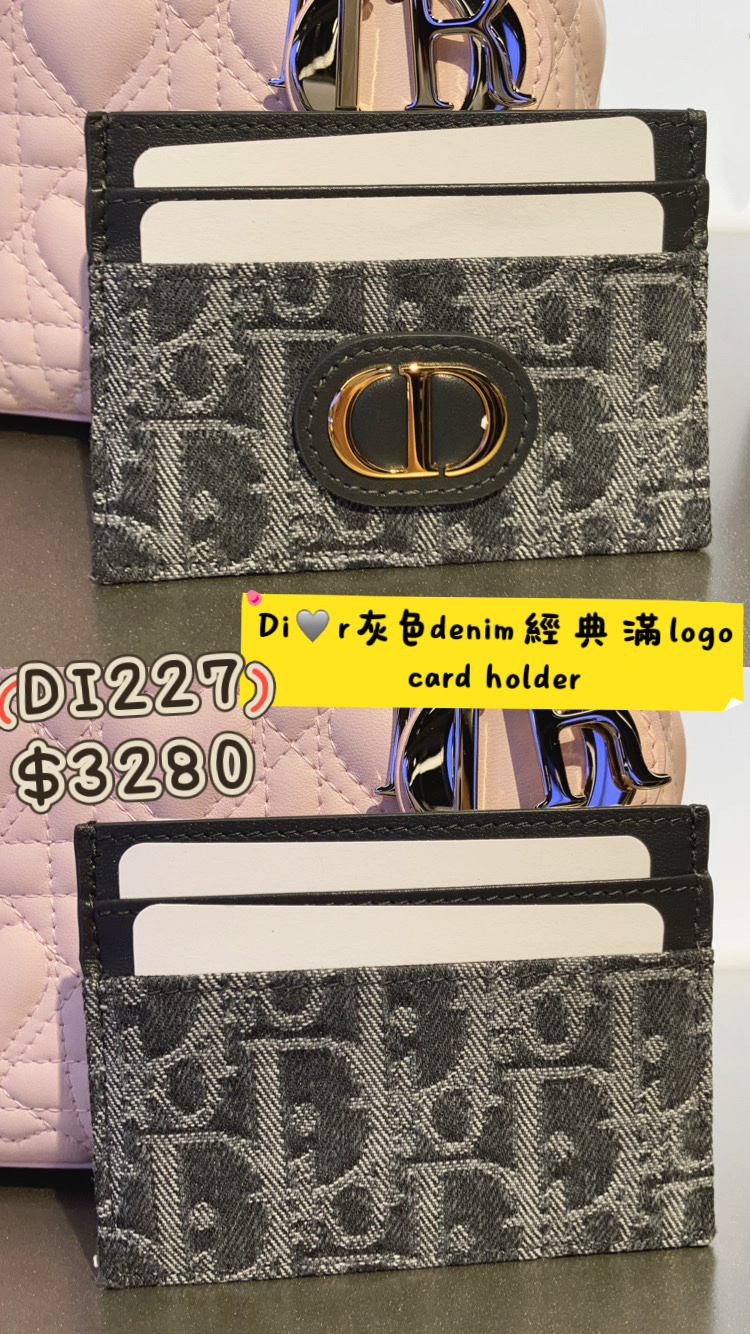 CD
Di🩶r灰色denim經典滿logo
card holder
(DI227)
$3280